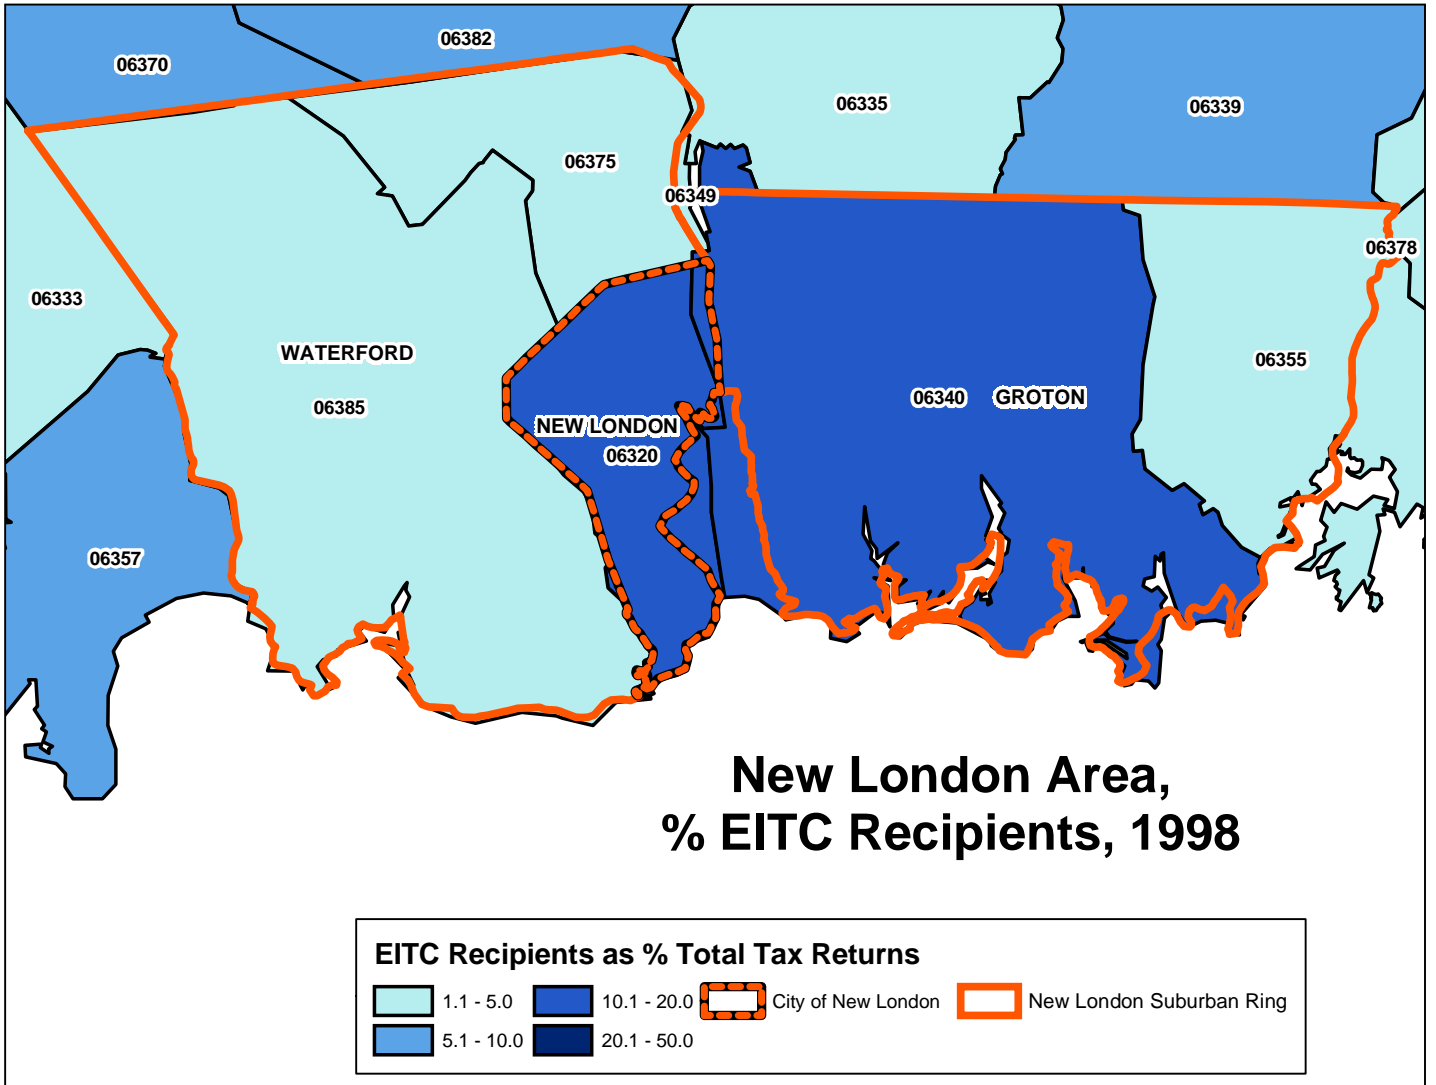 06382
06370
06335
06339
06375
06349
06378
06333
WATERFORD
06355
06385
06340 GROTON
NEW LONDON
06320
06357
New London Area,
% EITC Recipients, 1998
EITC Recipients as % Total Tax Returns
1.1 - 5.0 10.1 - 20.0 City of New London New London Suburban Ring
5.1 - 10.0 20.1 - 50.0